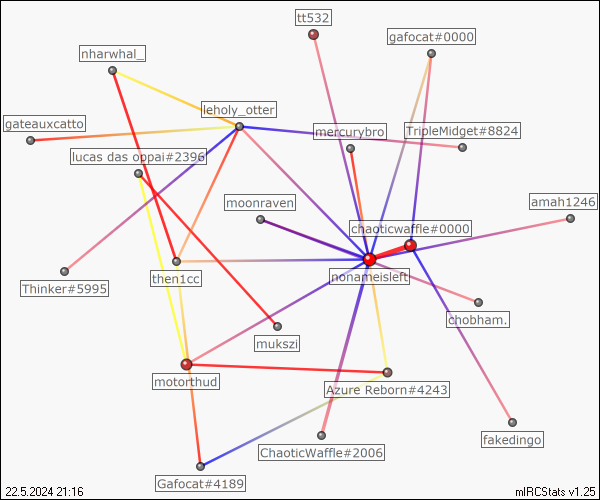 tt532
gafocat#0000
nharwhal_
leholy_otter
gateauxcatto
mercurybro
TripleMidget#8824
lucas das oppai#2396
moonraven
amah1246
chaoticwaffle#0000
then1cc
nonameisleft
Thinker#5995
chobham.
mukszi
motorthud
Azure Reborn#4243
fakedingo
ChaoticWaffle#2006
Gafocat#4189
22.5.2024 21:16
mIRCStats v1.25